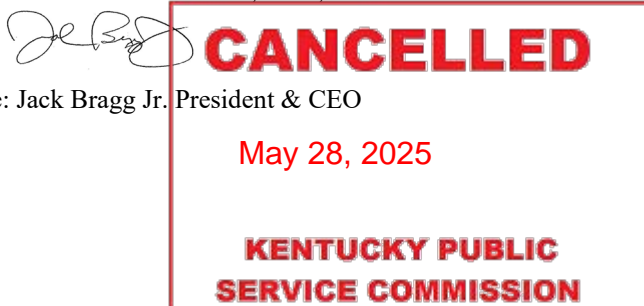 CANCELLED
: Jack Bragg Jr. President & CEO
May 28, 2025
KENTUCKY PUBLIC
SERVICE COMMISSION